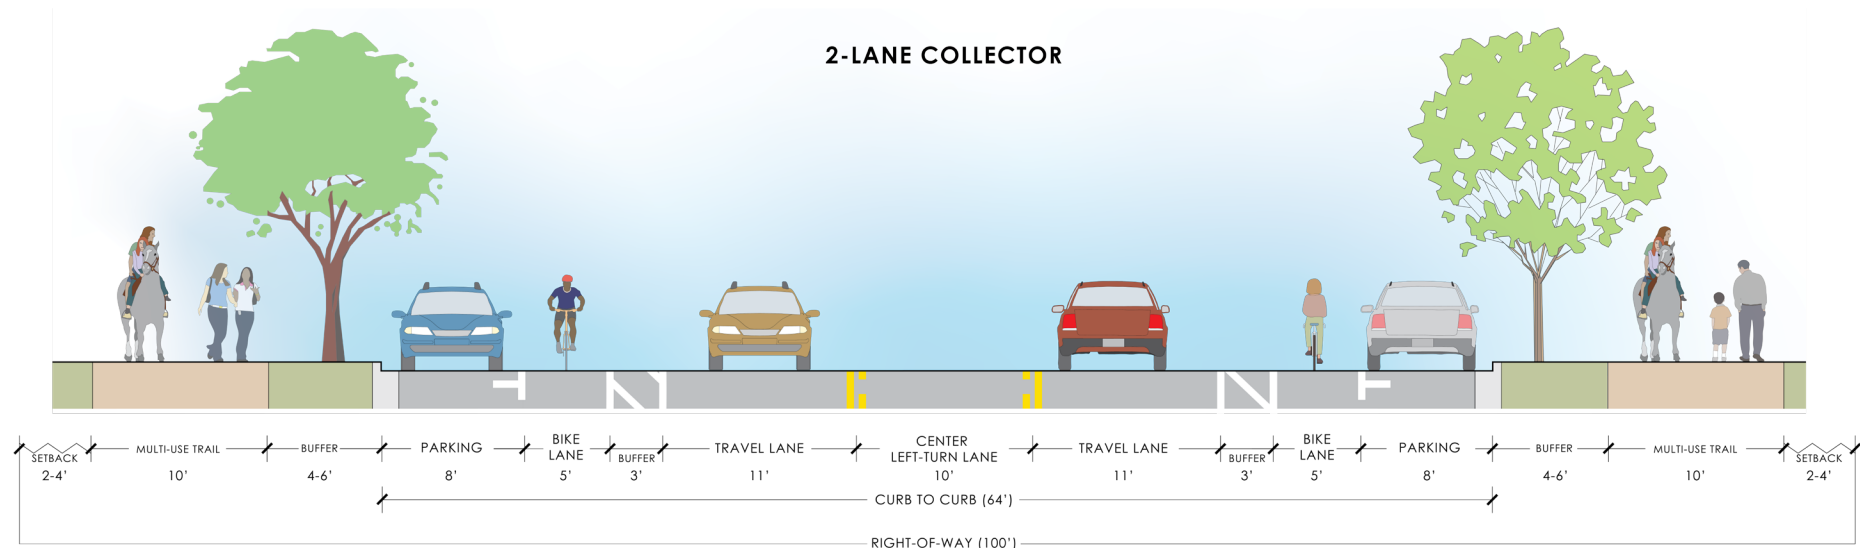 2-LANE COLLECTOR
SETBACK
2-4'
MULTI-USE TRAIL
10'
BUFFER
4-6'
PARKING
8'
BIKE
LANE
5'
BUFFER
3'
TRAVEL LANE
11'
CENTER
LEFT-TURN LANE
10'
TRAVEL LANE
11'
BUFFER
3'
BIKE
LANE
5'
PARKING
8'
BUFFER
4-6'
MULTI-USE TRAIL
10'
SETBACK
2-4'
CURB TO CURB (64')
RIGHT-OF-WAY (100')